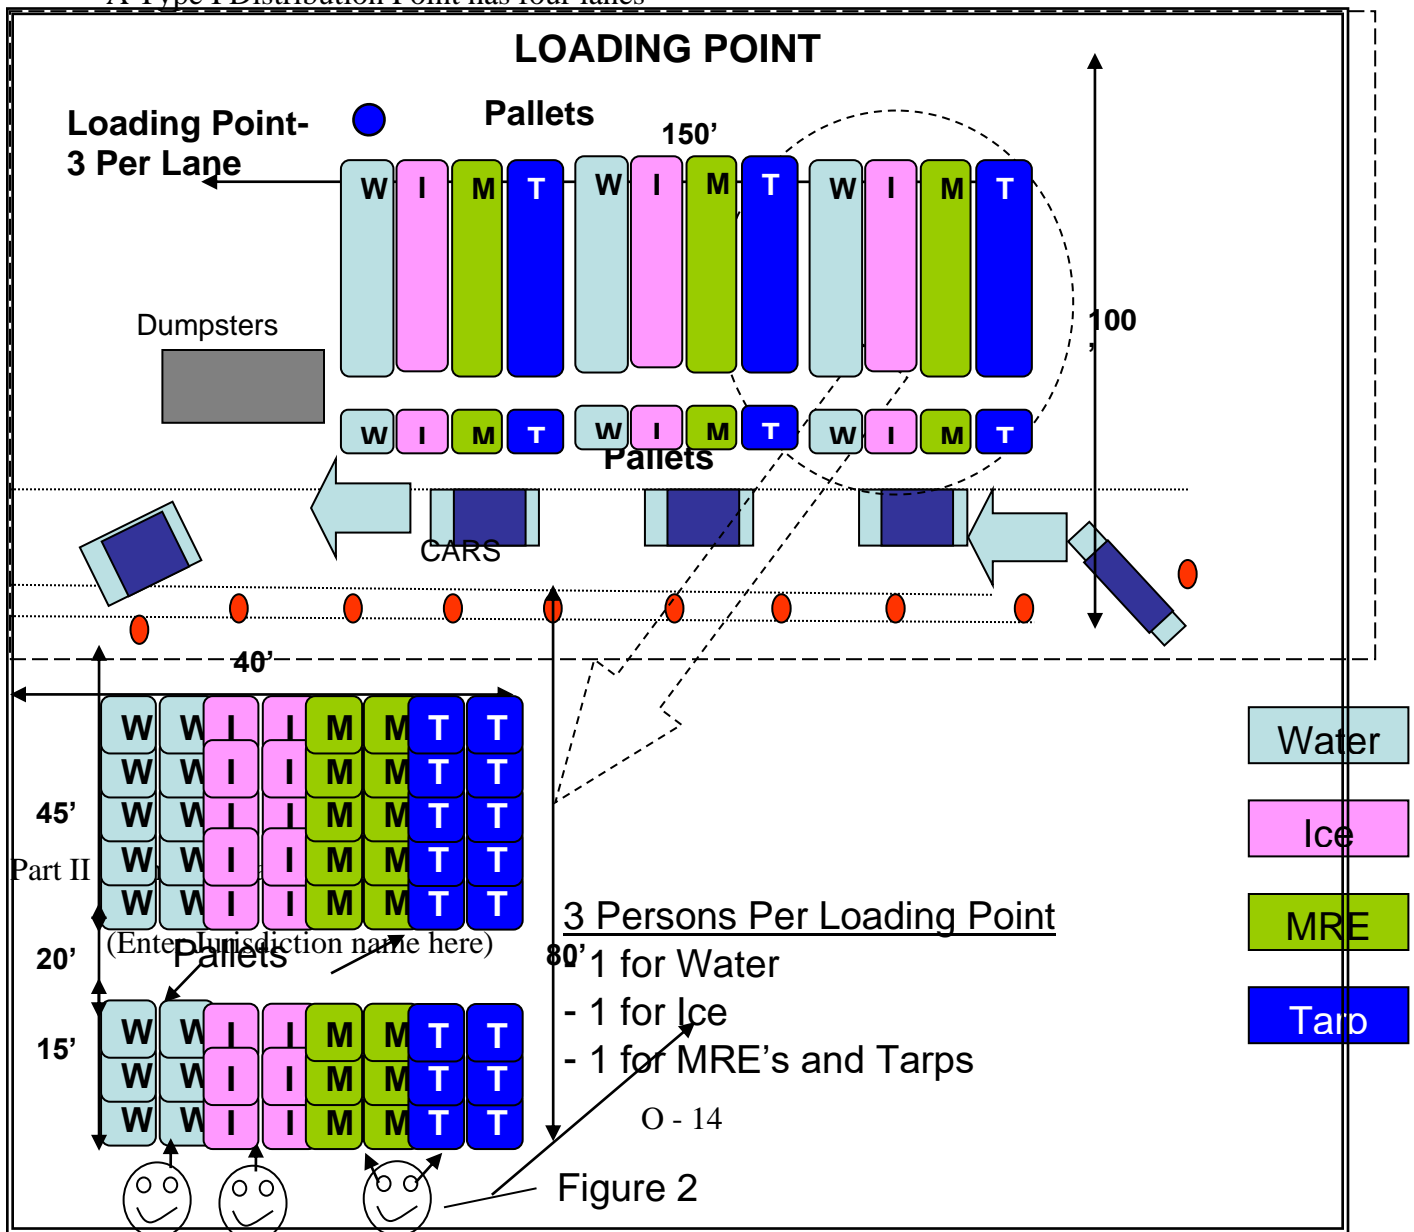 A Type I Distribution Point has four lanes
LOADING POINT
Loading Point-
3 Per Lane
Pallets
150’
W I M T W I M T W I M T
100
’
Dumpsters
W I M T W I M T W I M T
Pallets
CARS
40’
W W I I M M T T
W W I I M M T T
45’
W W I I M M T T
W W I I M M T T
Part II
W W I I M M T T
(Enter Jurisdiction name here)
20’
Pallets
80’
W W I I M M T T
15’
W W I I M M T T
W W I I M M T T
3 Persons Per Loading Point
- 1 for Water
- 1 for Ice
- 1 for MRE’s and Tarps
O - 14
Figure 2
Water
Ice
MRE
Tarp